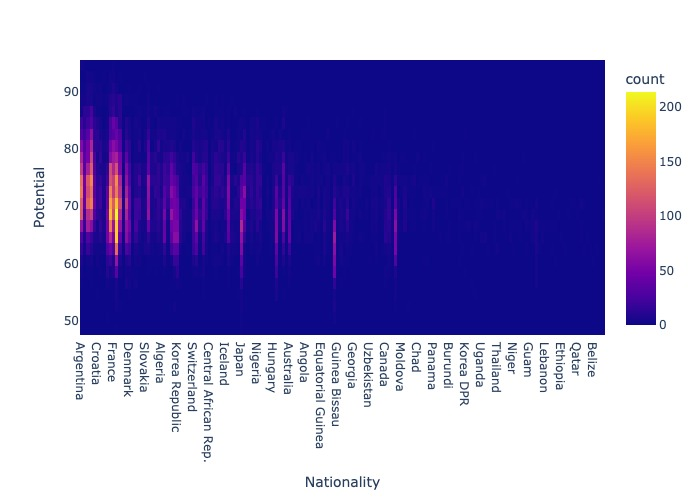 count
90
80
70
60
50
200
150
100
50
0
Potential
Argentina
Croatia
France
Denmark
Slovakia
Algeria
Korea Republic
Switzerland
Central African Rep.
Iceland
Japan
Nigeria
Hungary
Australia
Angola
Equatorial Guinea
Guinea Bissau
Georgia
Uzbekistan
Canada
Moldova
Chad
Panama
Burundi
Korea DPR
Uganda
Thailand
Niger
Guam
Lebanon
Ethiopia
Qatar
Belize
Nationality